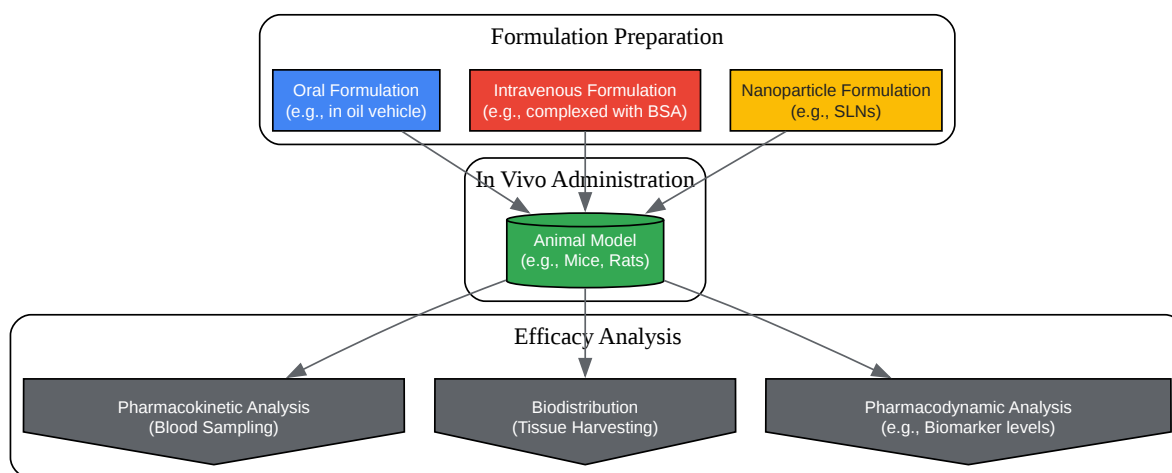 Formulation Preparation
Oral Formulation
(e.g., in oil vehicle)
Intravenous Formulation
(e.g., complexed with BSA)
Nanoparticle Formulation
(e.g., SLNs)
In Vivo Administration
Animal Model
(e.g., Mice, Rats)
Efficacy Analysis
Pharmacokinetic Analysis
(Blood Sampling)
Biodistribution
(Tissue Harvesting)
Pharmacodynamic Analysis
(e.g., Biomarker levels)